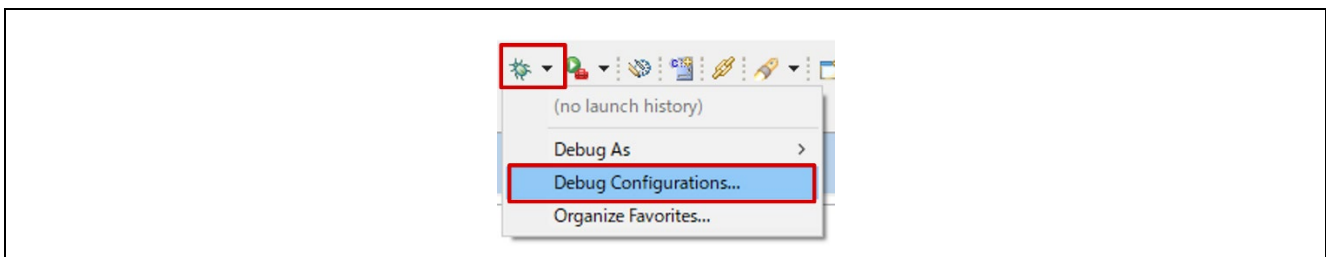 (no launch history)
Debug As
Debug Configurations...
Organize Favorites...